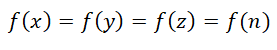 f(x) = f(y) = f(z) = f(n)